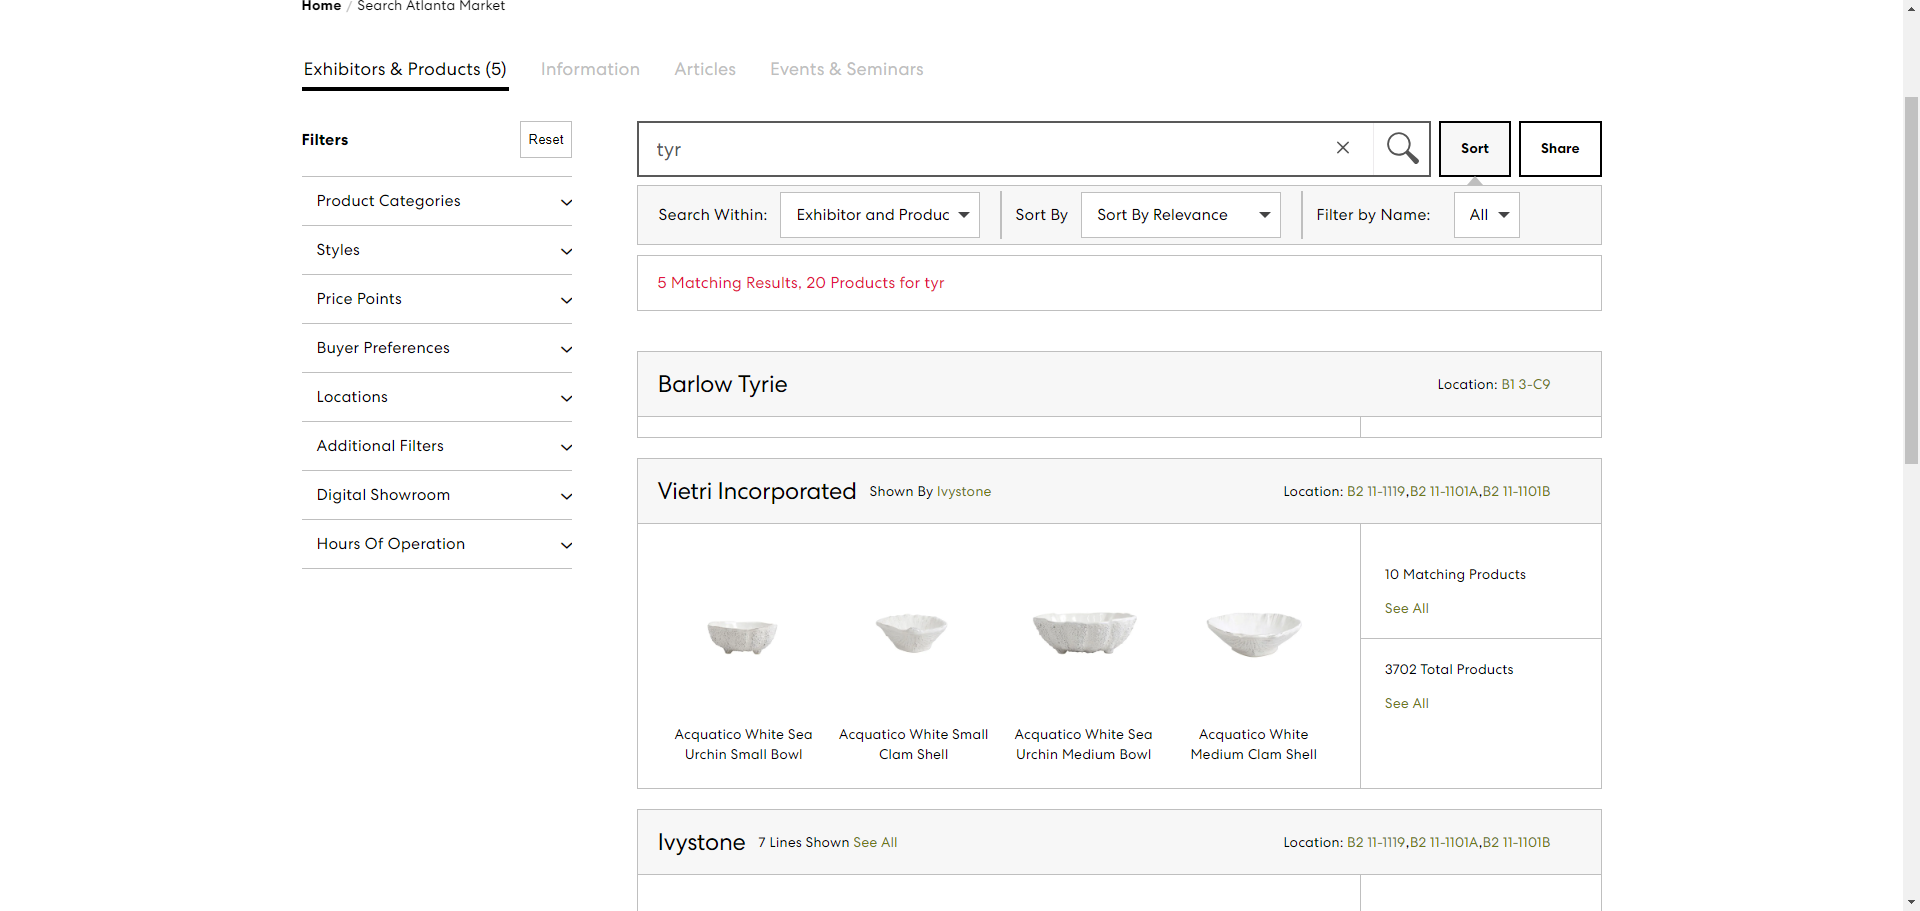 Home / Search Atlanta Market
Exhibitors & Products (5) Information Articles Events & Seminars
Filters
Reset
Product Categories
Styles
Price Points
Buyer Preferences
Locations
Additional Filters
Digital Showroom
Hours Of Operation
tyr
Sort
Share
Search Within: Exhibitor and Produc
Sort By Sort By Relevance
Filter by Name: All
5 Matching Results, 20 Products for tyr
Barlow Tyrie
Location: B1 3-C9
Vietri Incorporated Shown By Ivystone
Location: B2 11-1119,B2 11-1101A,B2 11-1101B
Acquatico White Sea
Urchin Small Bowl
Acquatico White Small
Clam Shell
Acquatico White Sea
Urchin Medium Bowl
Acquatico White
Medium Clam Shell
10 Matching Products
See All
3702 Total Products
See All
Ivystone 7 Lines Shown See All
Location: B2 11-1119,B2 11-1101A,B2 11-1101B